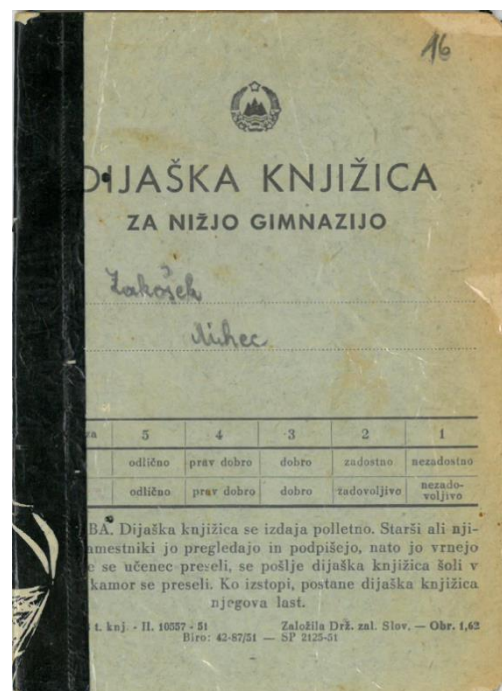 16
DIJAŠKA KNJIŽICA
ZA NIŽJO GIMNAZIJO
Zakošek
Mihec
za 5 4 3 2 1
odlično prav dobro dobro zadostno nezadostno
odlično prav dobro dobro zadovoljivo nezado-
voljivo
BA. Dijaška knjižica se izdaja polletno. Starši ali nji-
amestniki jo pregledajo in podpišejo, nato jo vrnejo
e se učenec preseli, se pošlje dijaška knjižica šoli v
kamor se preseli. Ko izstopi, postane dijaška knjižica
njegova last.
t. knj. - II. 10557 - 51 Založila Drž. zal. Slov. — Obr. 1,62
Biro: 42-87/51 — SP 2125-51